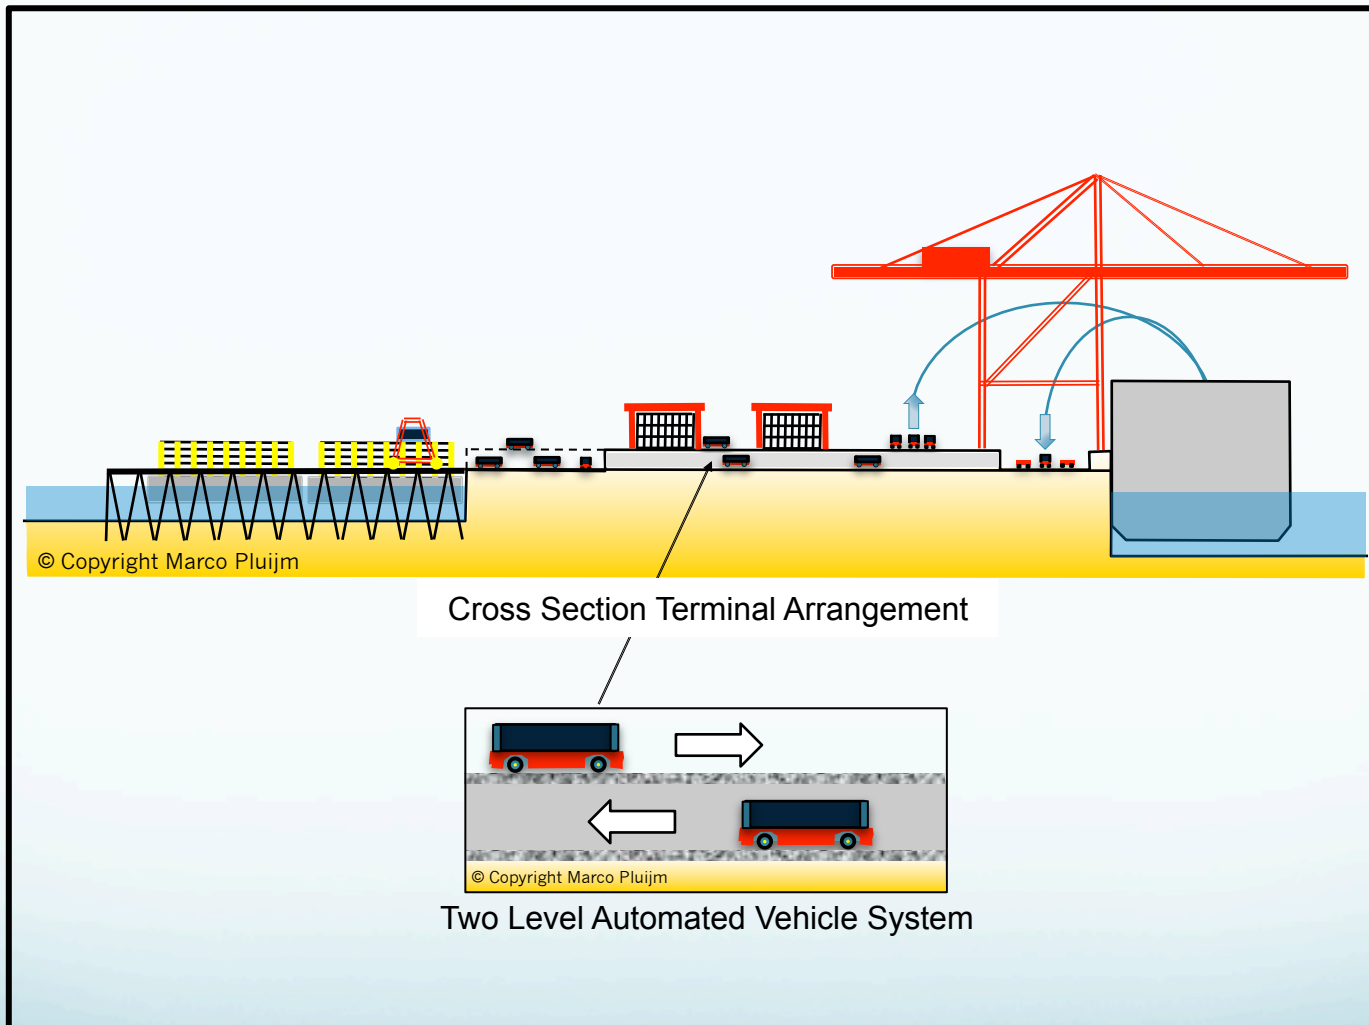 © Copyright Marco Pluijm
Cross Section Terminal Arrangement
© Copyright Marco Pluijm
Two Level Automated Vehicle System